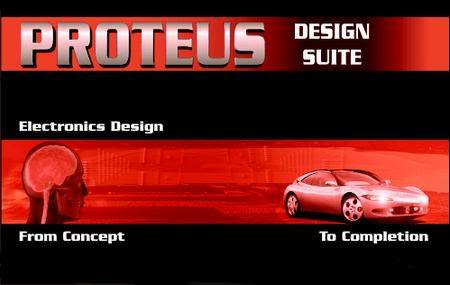 PROTEUS
DESIGN
SUITE
Electronics Design
From Concept
To Completion